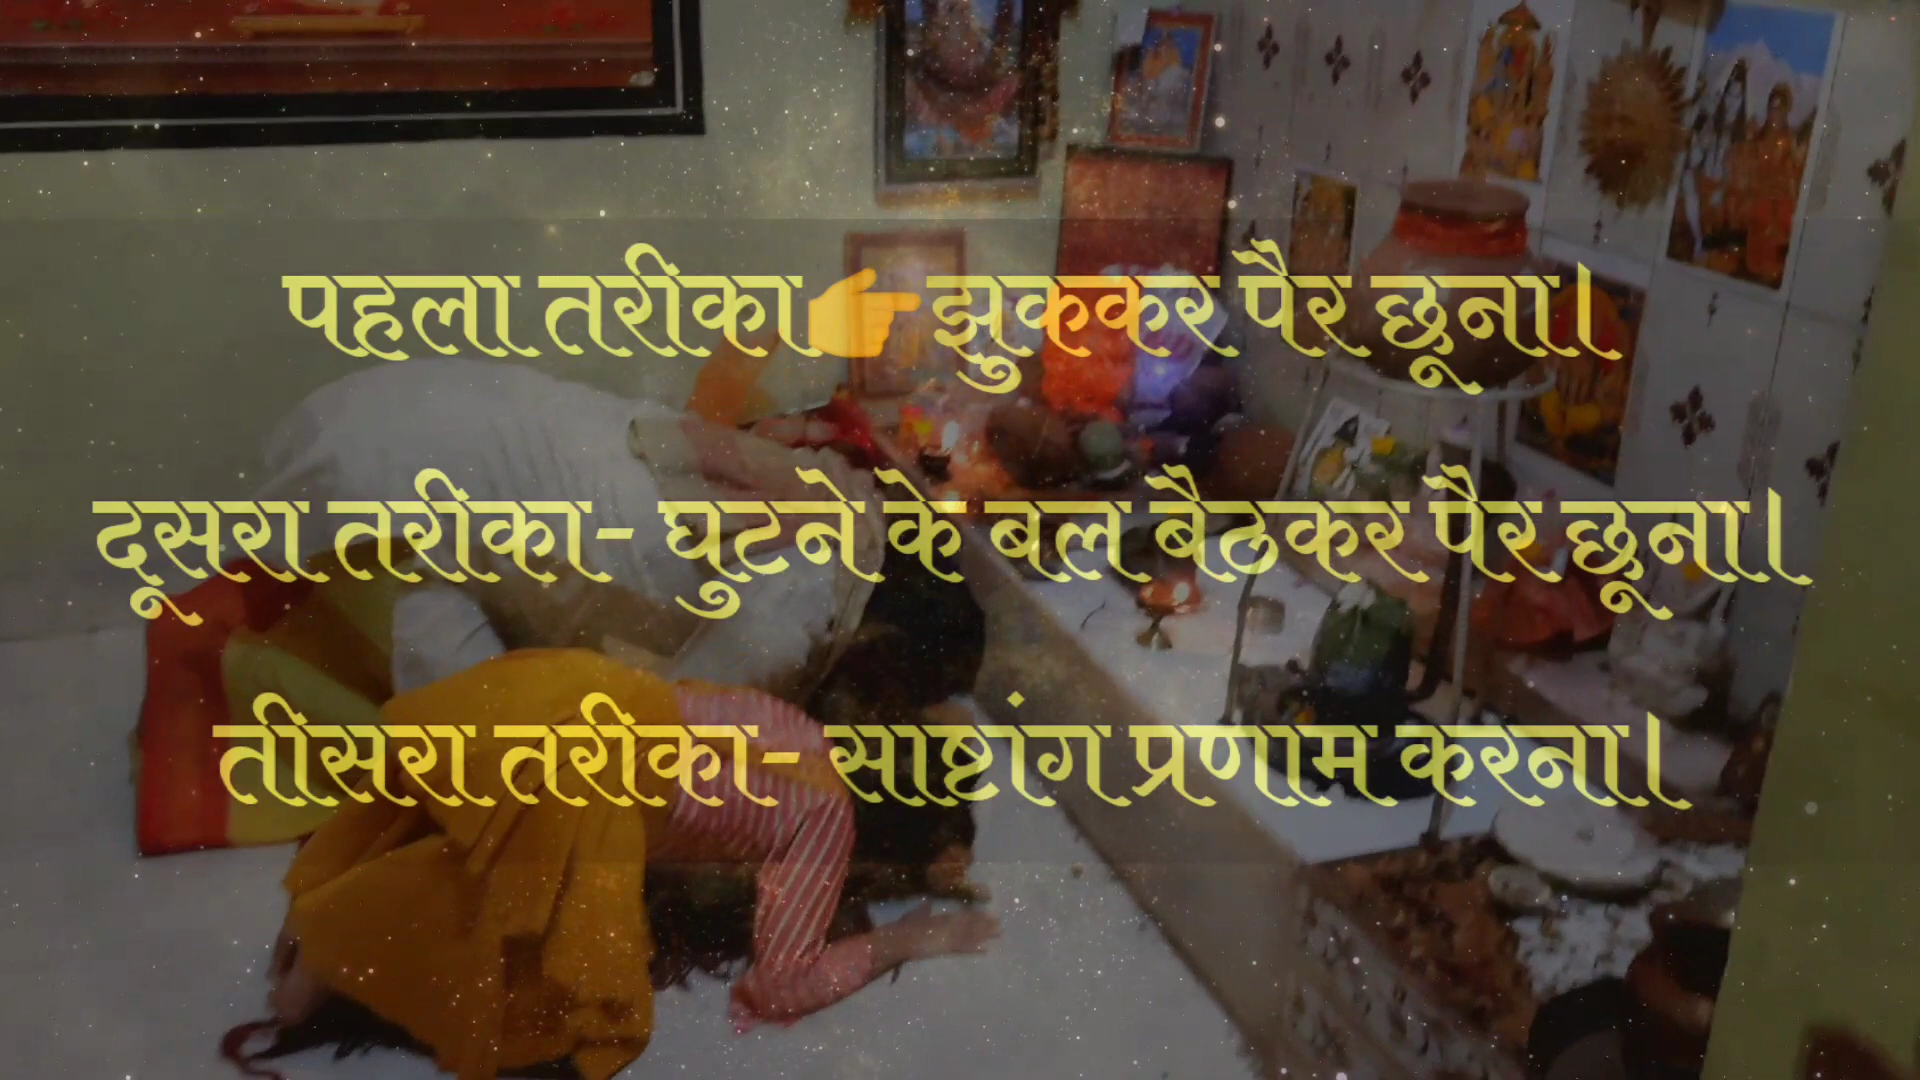 पहला तरीका👉झुककर पैर छूना।
दूसरा तरीका- घुटने के बल बैठकर पैर छूना।
तीसरा तरीका- साष्टांग प्रणाम करना।